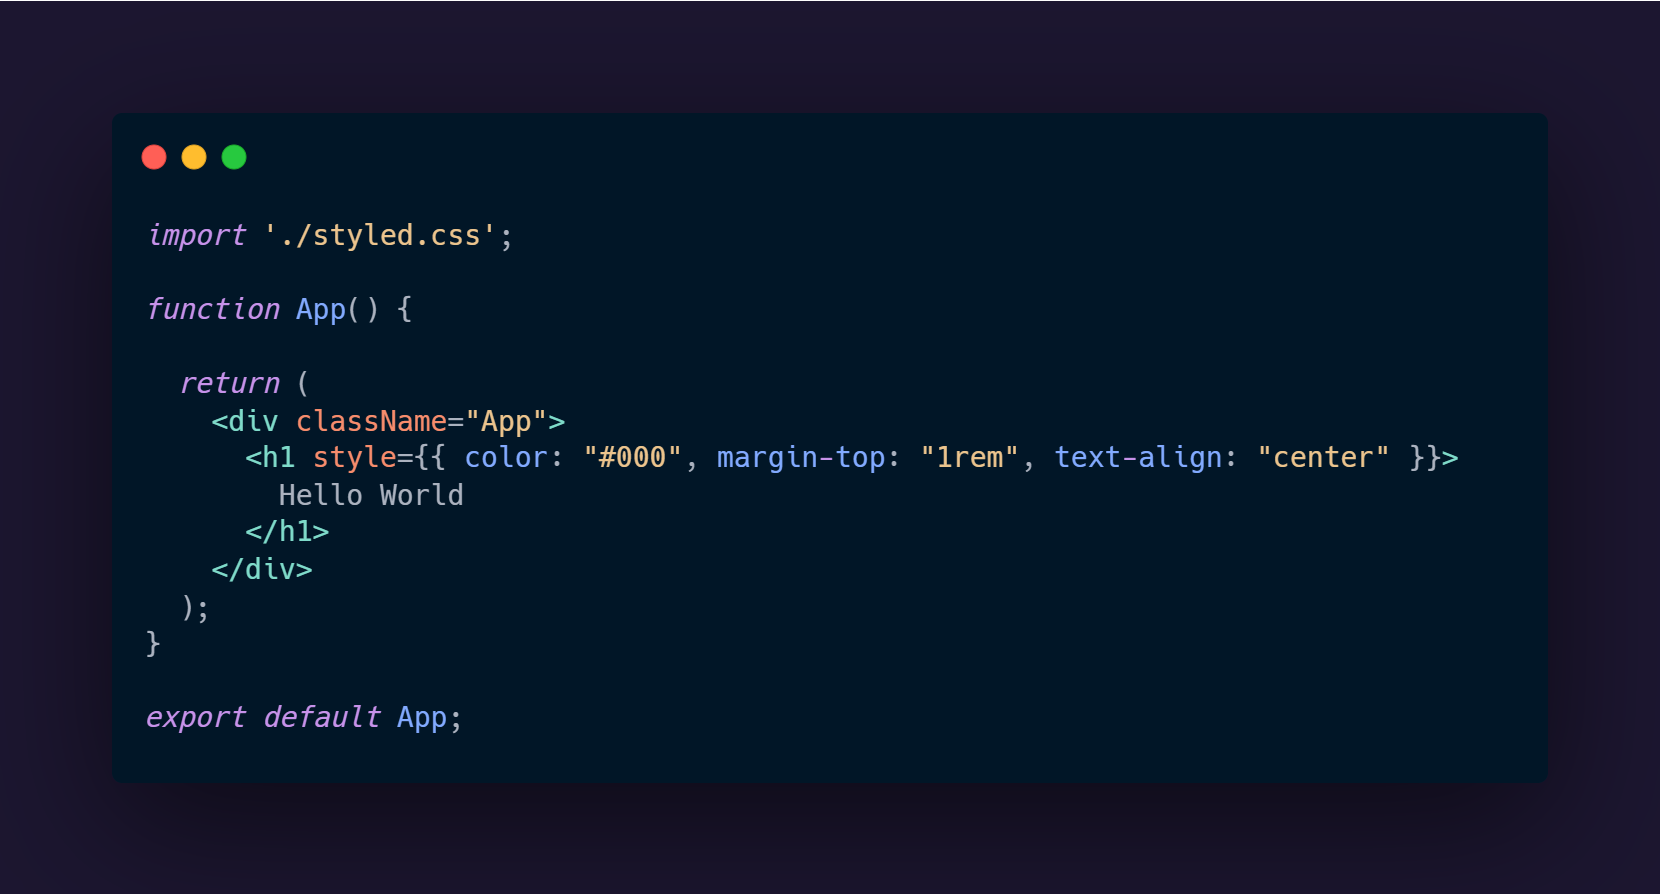 import './styled.css';
function App() {
return (
<div className="App">
<h1 style={{ color: "#000", margin-top: "1rem", text-align: "center" }}>
Hello World
</h1>
</div>
);
}
export default App;